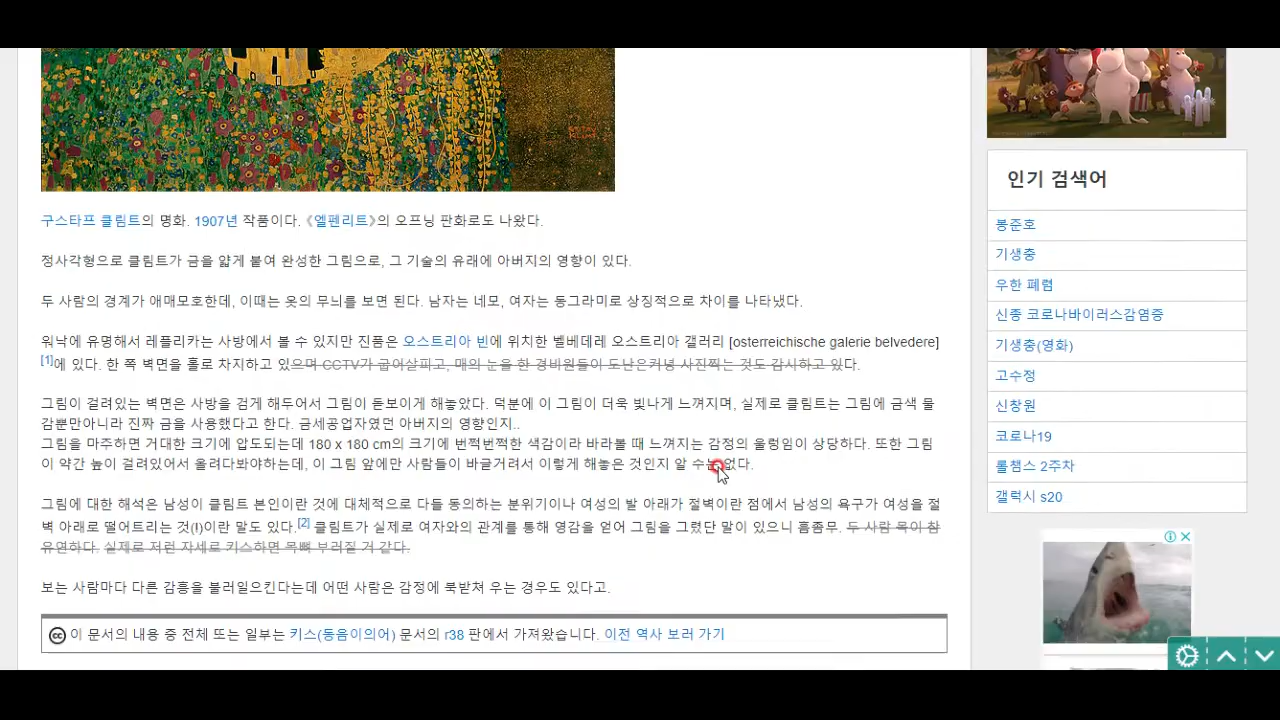 구스타프 클림트의 명화. 1907년 작품이다. 《엘펜리트》의 오프닝 판화로도 나왔다.
정사각형으로 클림트가 금을 얇게 붙여 완성한 그림으로, 그 기술의 유래에 아버지의 영향이 있다.
두 사람의 경계가 애매모호한데, 이때는 옷의 무늬를 보면 된다. 남자는 네모, 여자는 동그라미로 상징적으로 차이를 나타냈다.
워낙에 유명해서 레플리카는 사방에서 볼 수 있지만 진품은 오스트리아 빈에 위치한 벨베데레 오스트리아 갤러리 [osterreichische galerie belvedere]
[1]에 있다. 한 쪽 벽면을 홀로 차지하고 있으며 CCTV가 굽어살피고, 매의 눈을 한 경비원들이 도난은커녕 사진찍는 것도 감시하고 있다.
그림이 걸려있는 벽면은 사방을 검게 해두어서 그림이 돋보이게 해놓았다. 덕분에 이 그림이 더욱 빛나게 느껴지며, 실제로 클림트는 그림에 금색 물
감뿐만아니라 진짜 금을 사용했다고 한다. 금세공업자였던 아버지의 영향인지..
그림을 마주하면 거대한 크기에 압도되는데 180 x 180 cm의 크기에 번쩍번쩍한 색감이라 바라볼 때 느껴지는 감정의 울렁임이 상당하다. 또한 그림
이 약간 높이 걸려있어서 올려다봐야하는데, 이 그림 앞에만 사람들이 바글거려서 이렇게 해놓은 것인지 알 수는 없다.
그림에 대한 해석은 남성이 클림트 본인이란 것에 대체적으로 다들 동의하는 분위기이나 여성의 발 아래가 절벽이란 점에서 남성의 욕구가 여성을 절
벽 아래로 떨어트리는 것(!)이란 말도 있다.[2] 클림트가 실제로 여자와의 관계를 통해 영감을 얻어 그림을 그렸단 말이 있으니 흠좀무. 두 사람 목이 참
유연하다. 실제로 저런 자세로 키스하면 목뼈 부러질 거 같다.
보는 사람마다 다른 감흥을 불러일으킨다는데 어떤 사람은 감정에 북받쳐 우는 경우도 있다고.
이 문서의 내용 중 전체 또는 일부는 키스(동음이의어) 문서의 r38 판에서 가져왔습니다. 이전 역사 보러 가기
인기 검색어
봉준호
기생충
우한 폐렴
신종 코로나바이러스감염증
기생충(영화)
고수정
신창원
코로나19
롤챔스 2주차
갤럭시 s20